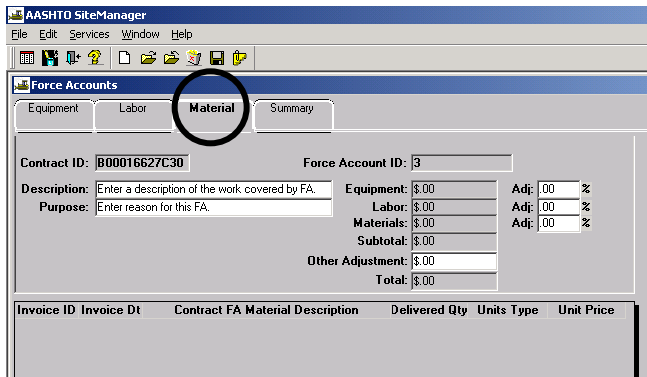 AASHTO SiteManager
File Edit Services Window Help
Force Accounts
Equipment Labor Material Summary
Contract ID: B00016627C30 Force Account ID: 3
Description: Enter a description of the work covered by FA. Equipment: $.00 Adj: .00 %
Purpose: Enter reason for this FA. Labor: $.00 Adj: .00 %
Materials: $.00 Adj: .00 %
Subtotal: $.00
Other Adjustment: $.00
Total: $.00
Invoice ID Invoice Dt Contract FA Material Description Delivered Qty Units Type Unit Price